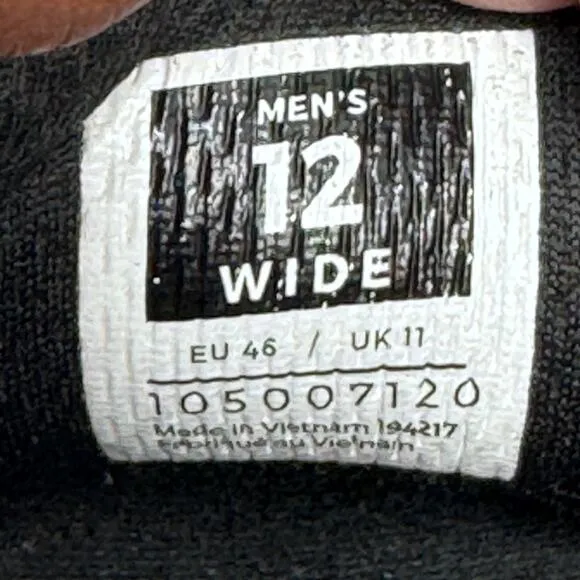 MEN'S
12
WIDE
EU 46 / UK 11
105007120
Made in Vietnam 194217
Fabriqué au Vietnam